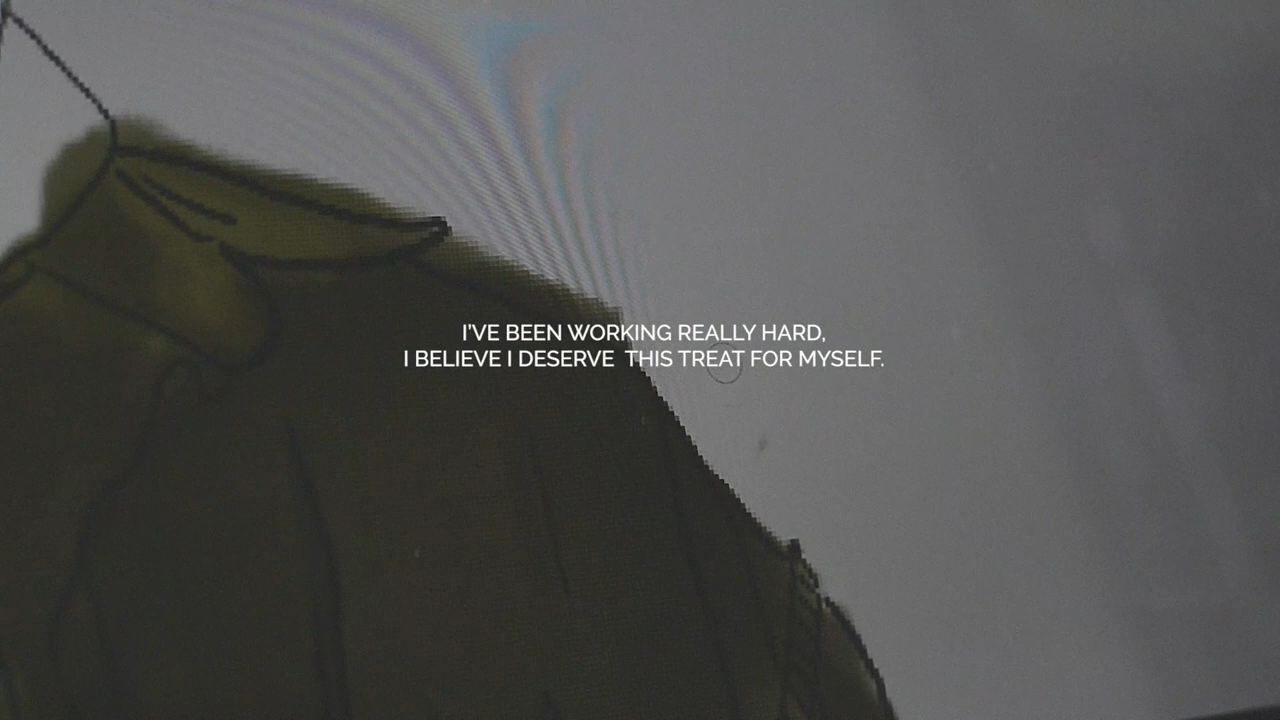 I'VE BEEN WORKING REALLY HARD,
I BELIEVE I DESERVE  THIS TREAT FOR MYSELF.